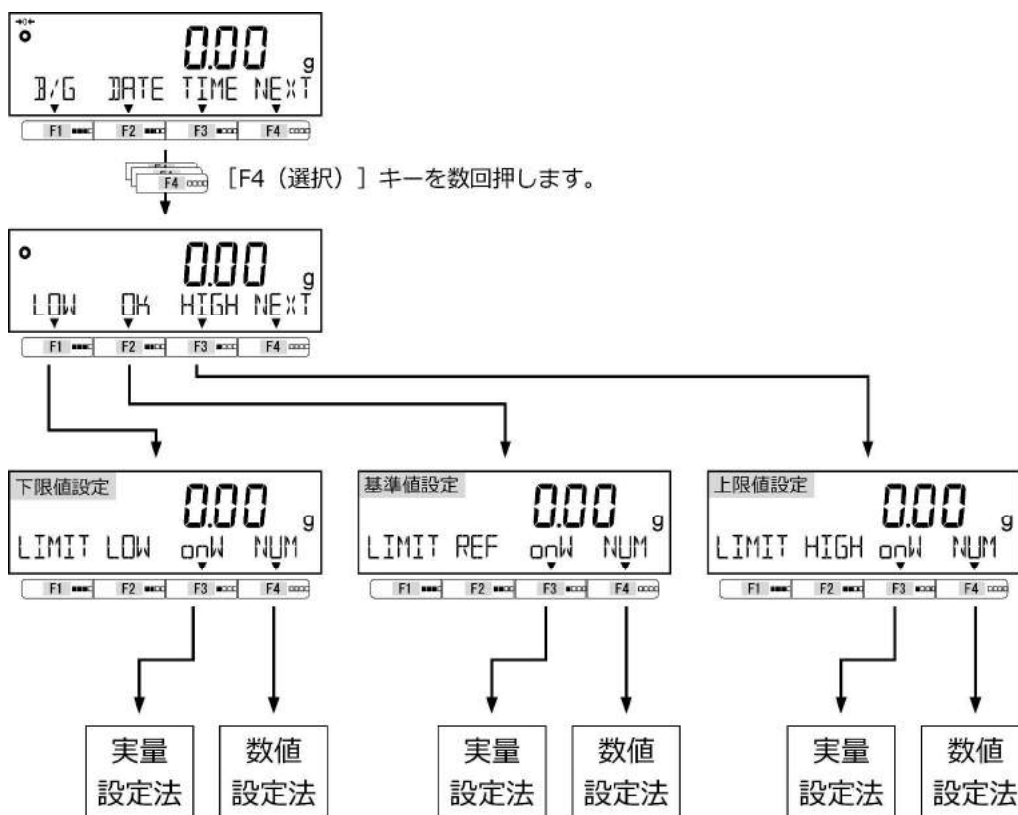 →0←
0.00 g
B/G DATE TIME NEXT
F1 F2 F3 F4
F4
[F4（選択）] キーを数回押します。
0.00 g
LOW OK HIGH NEXT
F1 F2 F3 F4
下限値設定 0.00 g
LIMIT LOW onW NUM
F1 F2 F3 F4
基準値設定 0.00 g
LIMIT REF onW NUM
F1 F2 F3 F4
上限値設定 0.00 g
LIMIT HIGH onW NUM
F1 F2 F3 F4
実量
設定法
数値
設定法
実量
設定法
数値
設定法
実量
設定法
数値
設定法